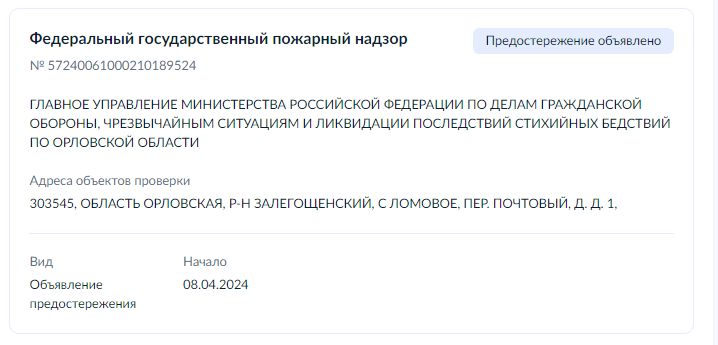 Федеральный государственный пожарный надзор
Предостережение объявлено
№ 57240061000210189524
ГЛАВНОЕ УПРАВЛЕНИЕ МИНИСТЕРСТВА РОССИЙСКОЙ ФЕДЕРАЦИИ ПО ДЕЛАМ ГРАЖДАНСКОЙ
ОБОРОНЫ, ЧРЕЗВЫЧАЙНЫМ СИТУАЦИЯМ И ЛИКВИДАЦИИ ПОСЛЕДСТВИЙ СТИХИЙНЫХ БЕДСТВИЙ
ПО ОРЛОВСКОЙ ОБЛАСТИ
Адреса объектов проверки
303545, ОБЛАСТЬ ОРЛОВСКАЯ, Р-Н ЗАЛЕГОЩЕНСКИЙ, С ЛОМОВОЕ, ПЕР. ПОЧТОВЫЙ, Д. Д. 1,
Вид
Начало
Объявление
08.04.2024
предостережения